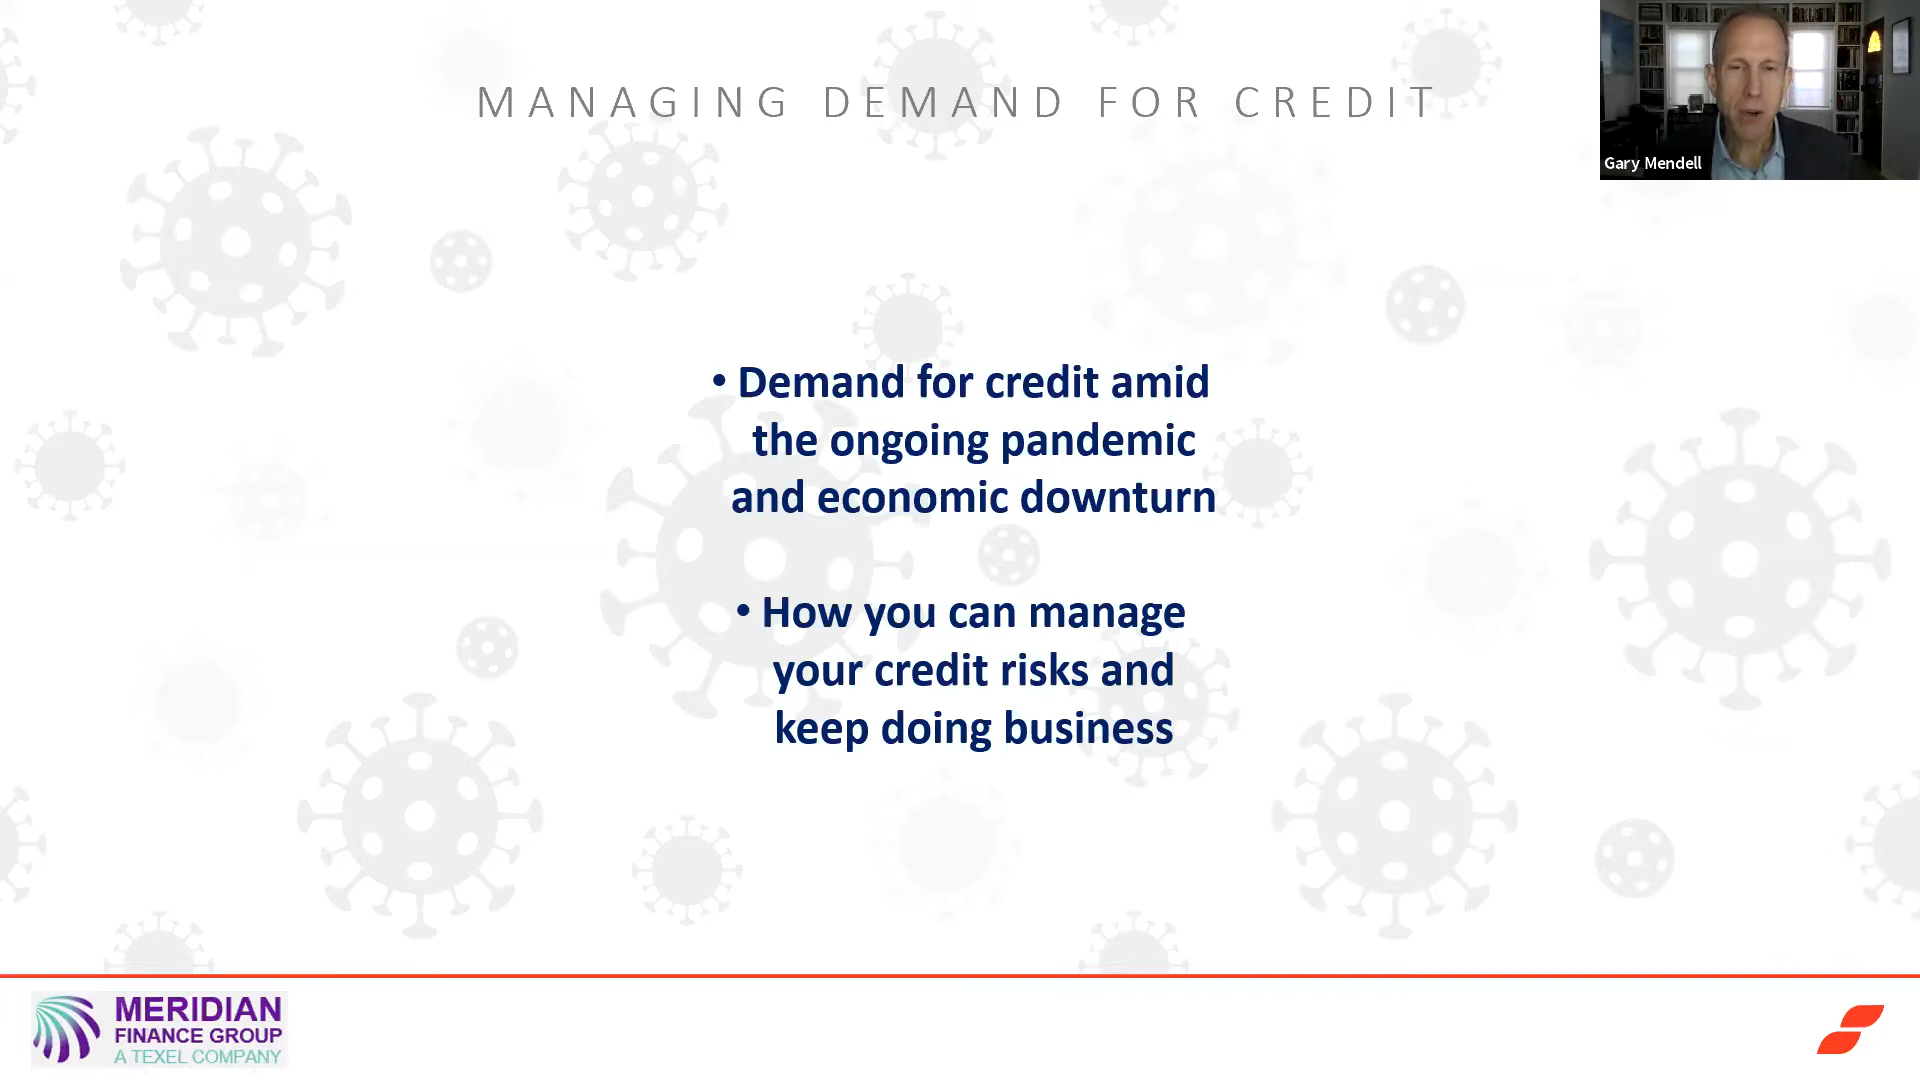 MANAGING DEMAND FOR CREDIT
Gary Mendell
• Demand for credit amid
the ongoing pandemic
and economic downturn
• How you can manage
your credit risks and
keep doing business
MERIDIAN
FINANCE GROUP
A TEXEL COMPANY